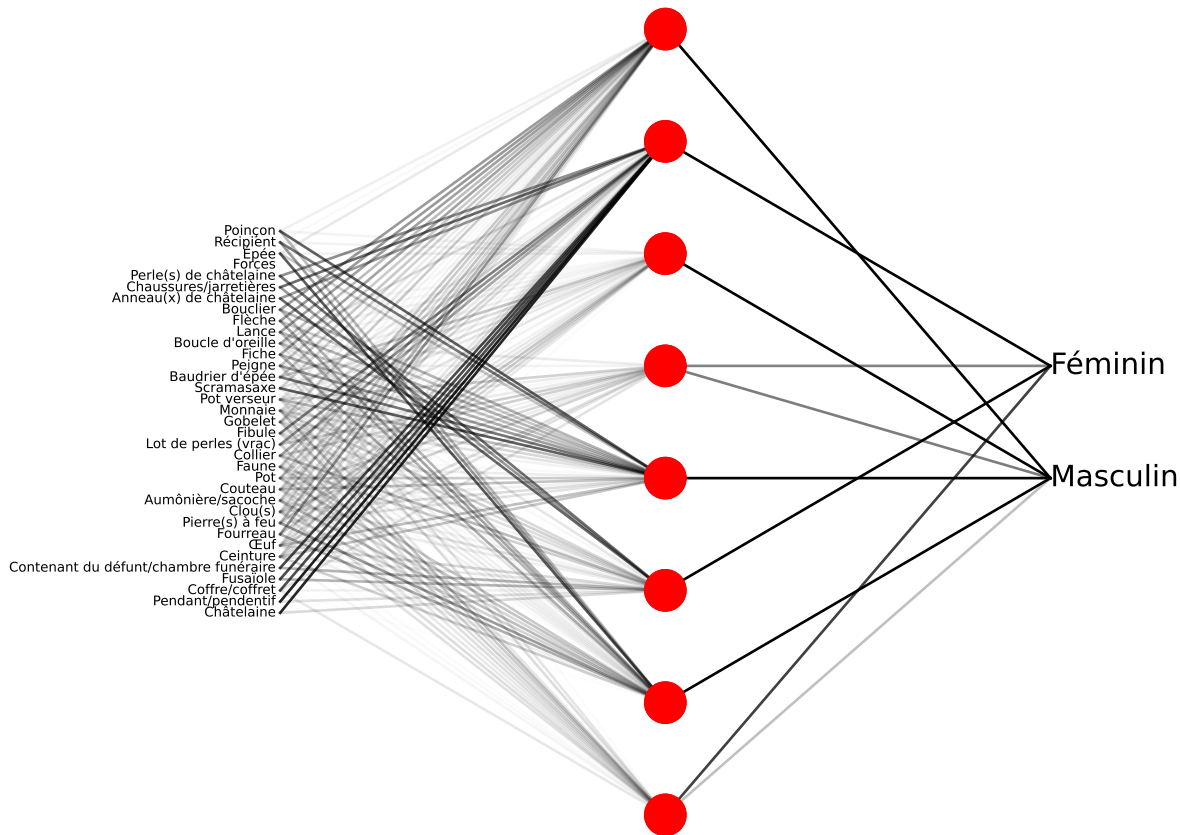 Poinçon
Récipient
Épée
Forces
Perle(s) de châtelaine
Chaussures/jarretières
Anneau(x) de châtelaine
Bouclier
Flèche
Lance
Boucle d'oreille
Fiche
Peigne
Baudrier d'épée
Scramasaxe
Pot verseur
Monnaie
Gobelet
Fibule
Lot de perles (vrac)
Collier
Faune
Pot
Couteau
Aumônière/sacoche
Clou(s)
Pierre(s) à feu
Fourreau
Œuf
Ceinture
Contenant du défunt/chambre funéraire
Fusaïole
Coffre/coffret
Pendant/pendentif
Châtelaine
Féminin
Masculin